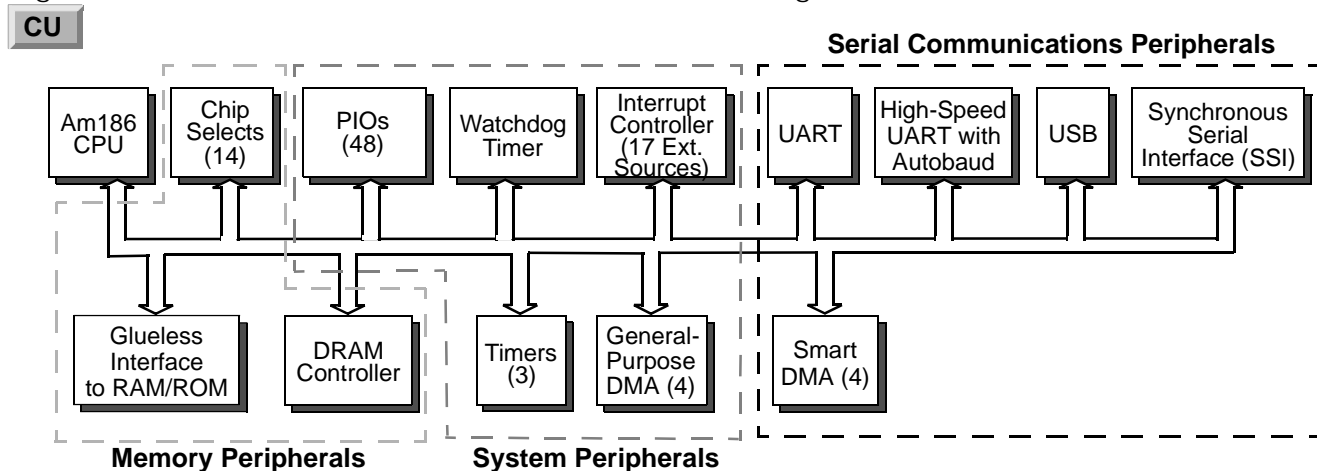 CU
Serial Communications Peripherals
Am186
CPU
Chip
Selects
(14)
PIOs
(48)
Watchdog
Timer
Interrupt
Controller
(17 Ext.
Sources)
UART
High-Speed
UART with
Autobaud
USB
Synchronous
Serial
Interface (SSI)
Glueless
Interface
to RAM/ROM
DRAM
Controller
Timers
(3)
General-
Purpose
DMA (4)
Smart
DMA (4)
Memory Peripherals
System Peripherals